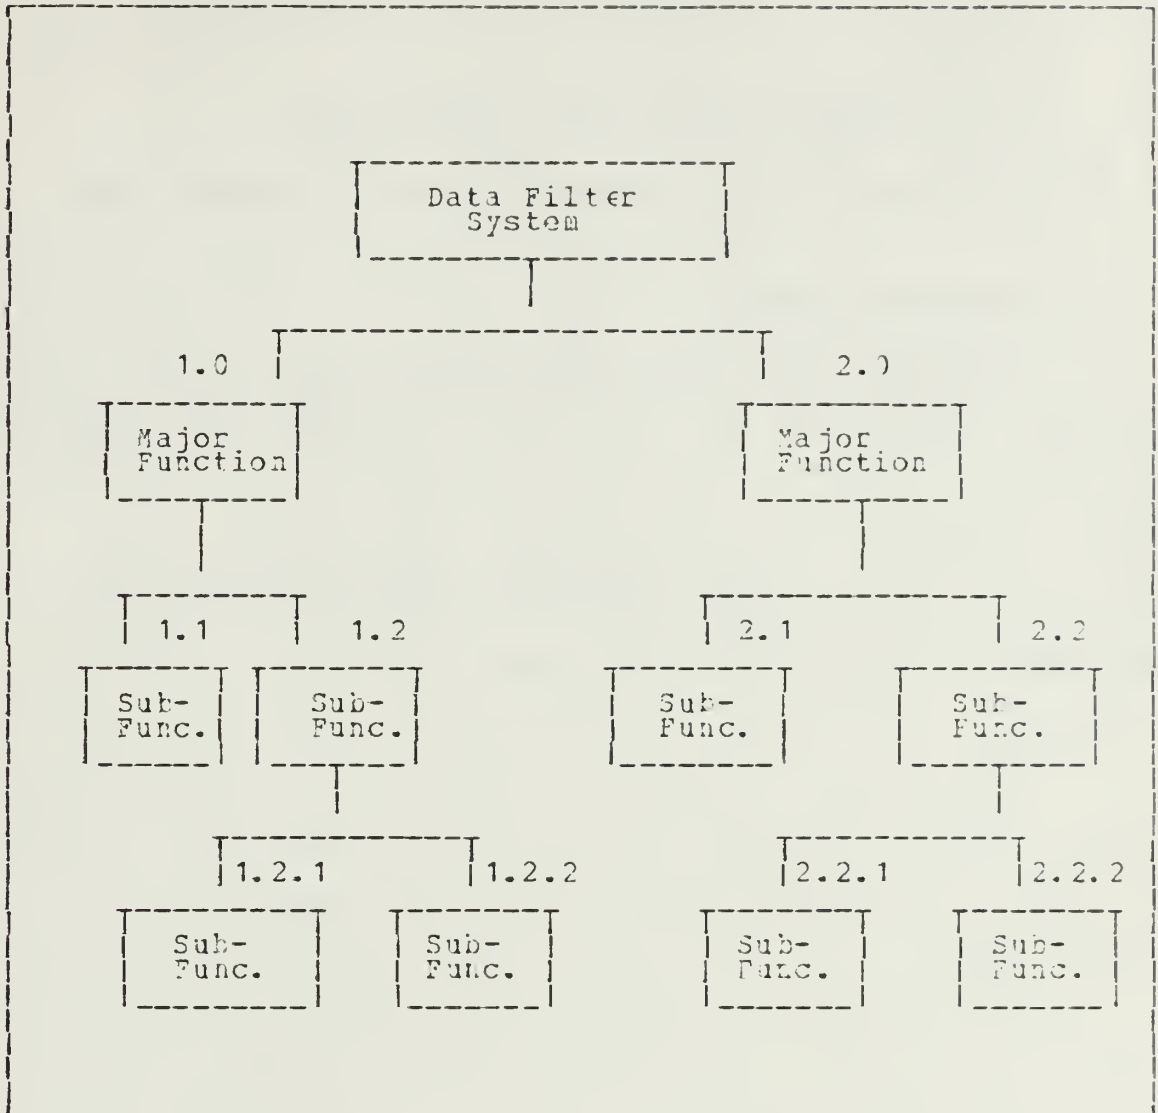 Data Filter
System
1.0
2.0
Major
Function
Major
Function
1.1
1.2
2.1
2.2
Sub-
Func.
Sub-
Func.
Sub-
Func.
Sub-
Func.
1.2.1
1.2.2
2.2.1
2.2.2
Sub-
Func.
Sub-
Func.
Sub-
Func.
Sub-
Func.